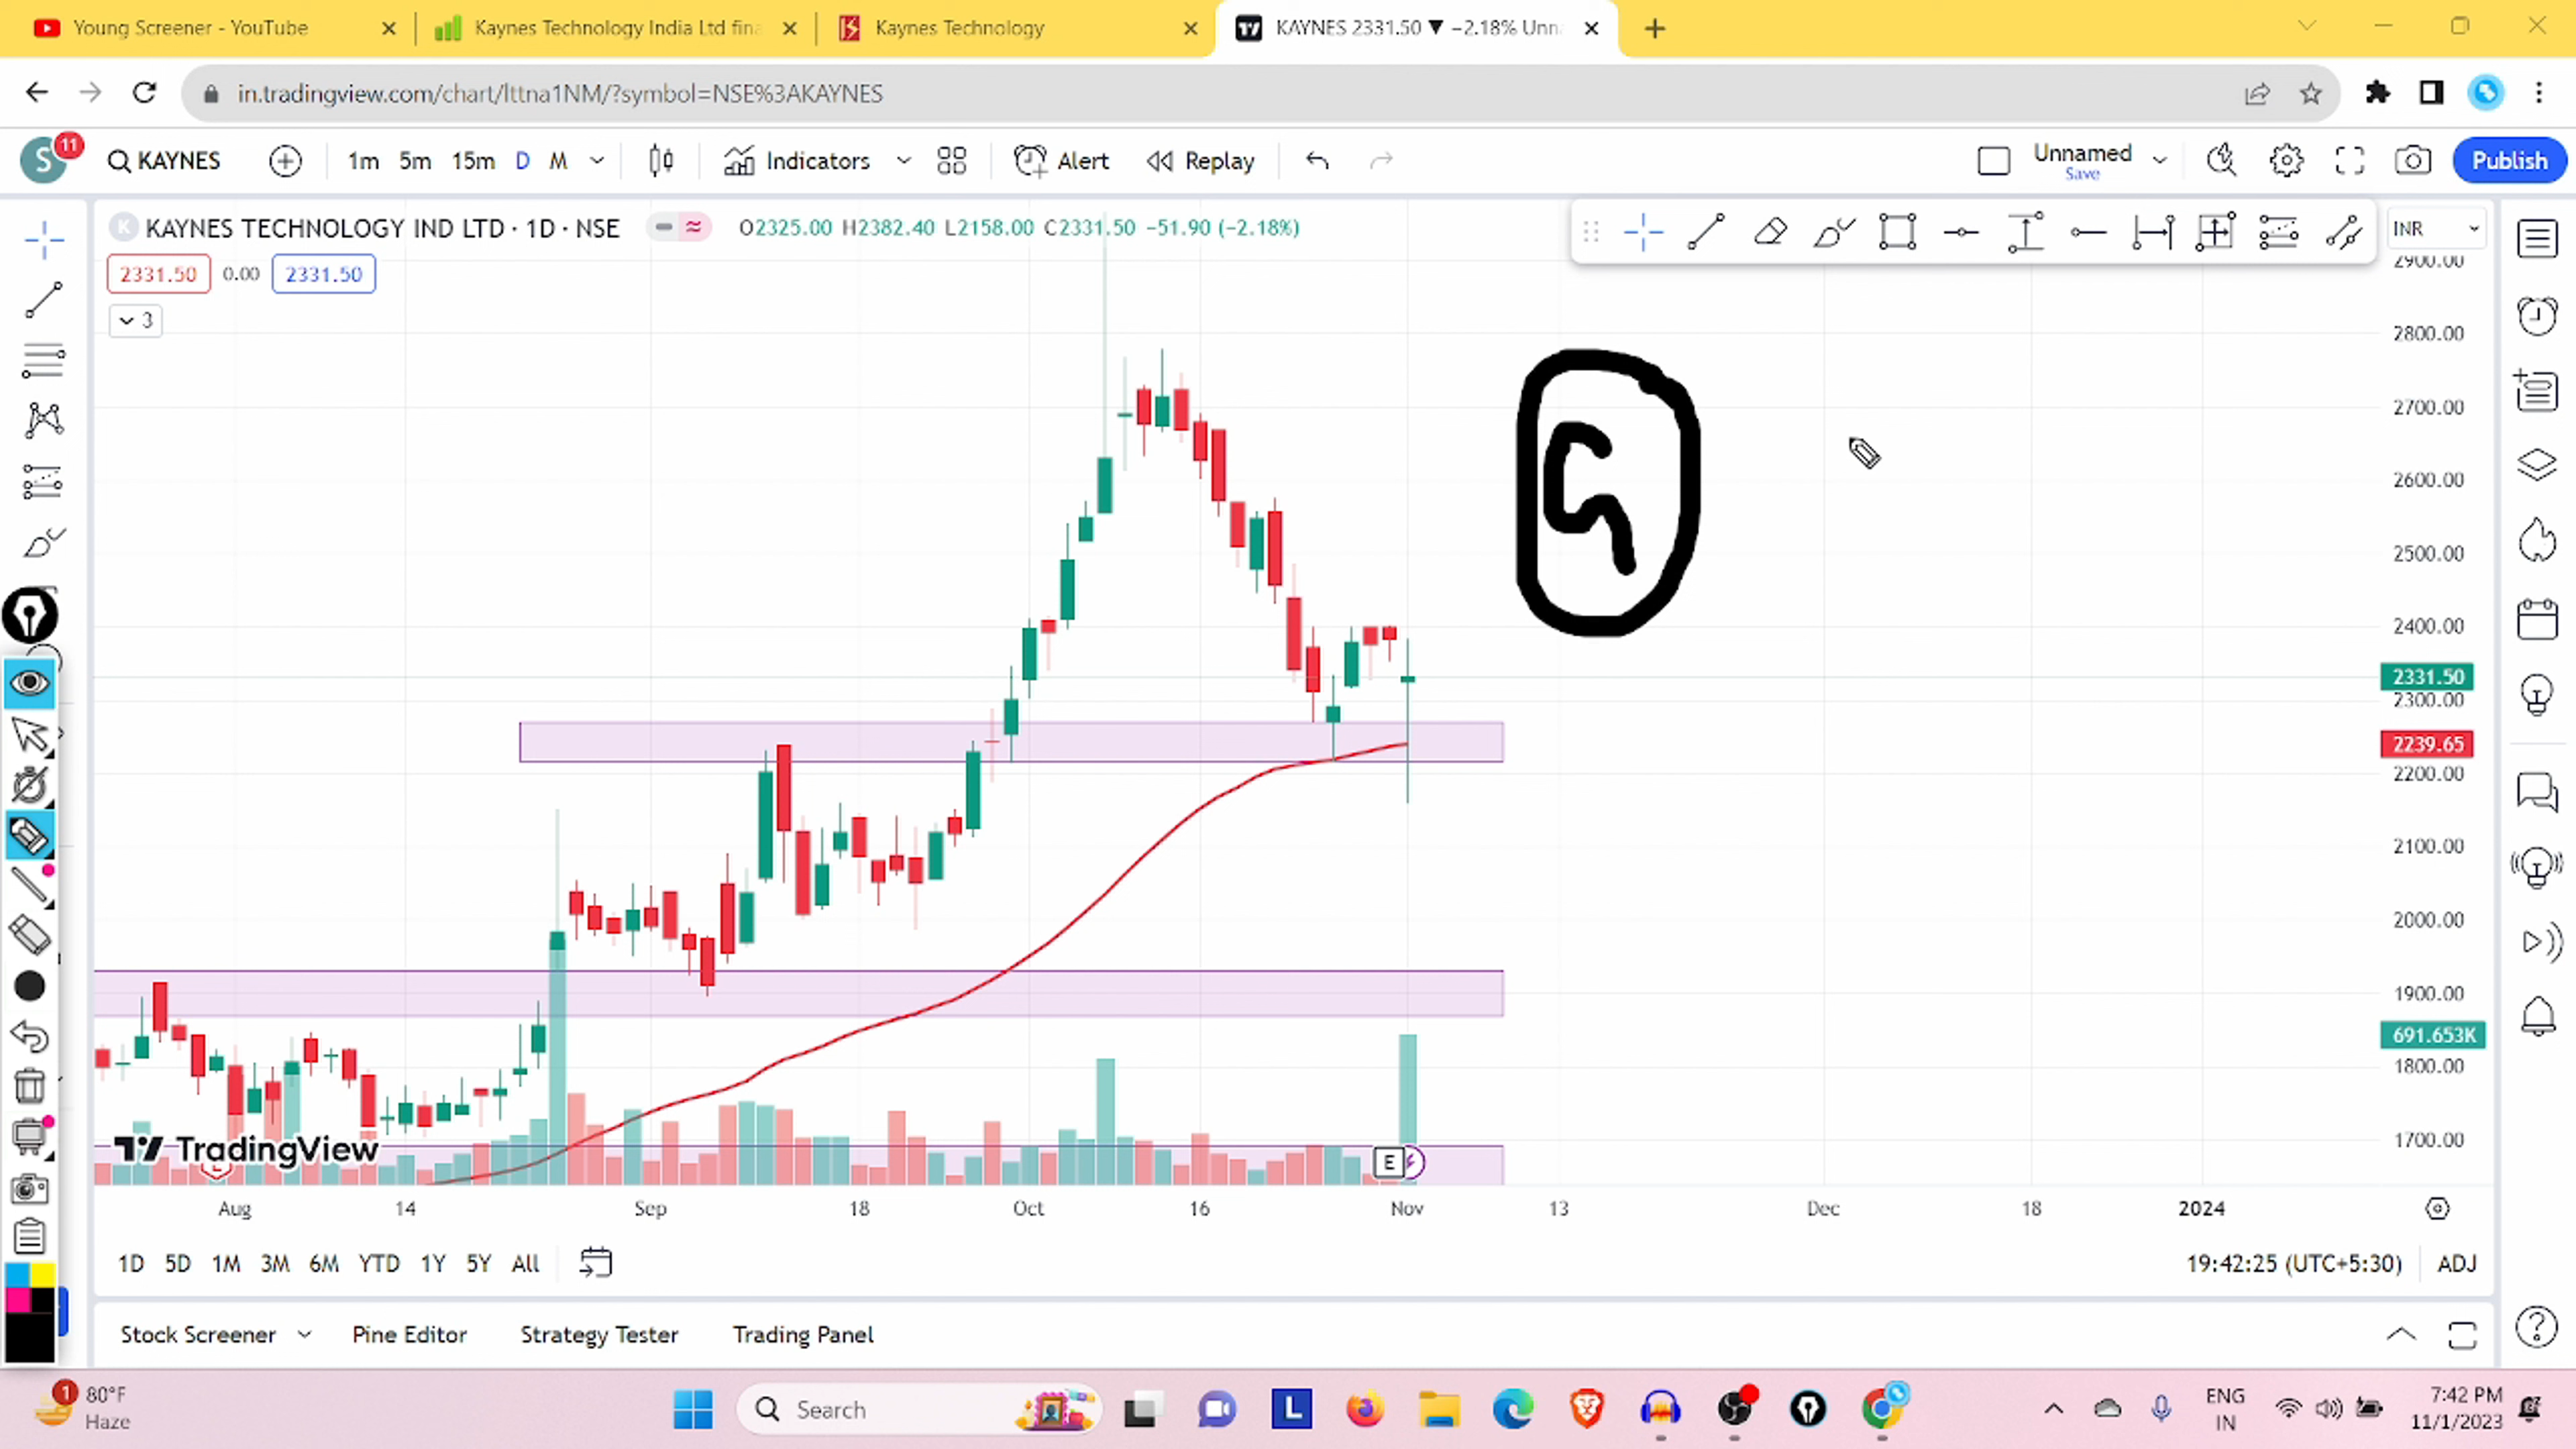 Young Screener - YouTube
Kaynes Technology India Ltd fina
Kaynes Technology
KAYNES 2331.50 ▼ −2.18% Unna
in.tradingview.com/chart/lttna1NM/?symbol=NSE%3AKAYNES
S 11 KAYNES 1m 5m 15m D M Indicators Alert Replay Unnamed Save Publish
K KAYNES TECHNOLOGY IND LTD · 1D · NSE O2325.00 H2382.40 L2158.00 C2331.50 −51.90 (−2.18%) INR
2331.50 0.00 2331.50
3
2900.00
2800.00
2700.00
2600.00
2500.00
2400.00
2331.50
2300.00
2239.65
2200.00
2100.00
2000.00
1900.00
691.653K
1800.00
1700.00
TradingView
E
Aug 14 Sep 18 Oct 16 Nov 13 Dec 18 2024
1D 5D 1M 3M 6M YTD 1Y 5Y All 19:42:25 (UTC+5:30) ADJ
Stock Screener Pine Editor Strategy Tester Trading Panel
1 80°F
Haze
Search
L
ENG
IN
7:42 PM
11/1/2023